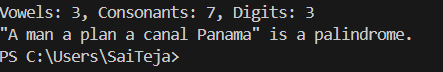 Vowels: 3, Consonants: 7, Digits: 3
"A man a plan a canal Panama" is a palindrome.
PS C:\Users\SaiTeja>